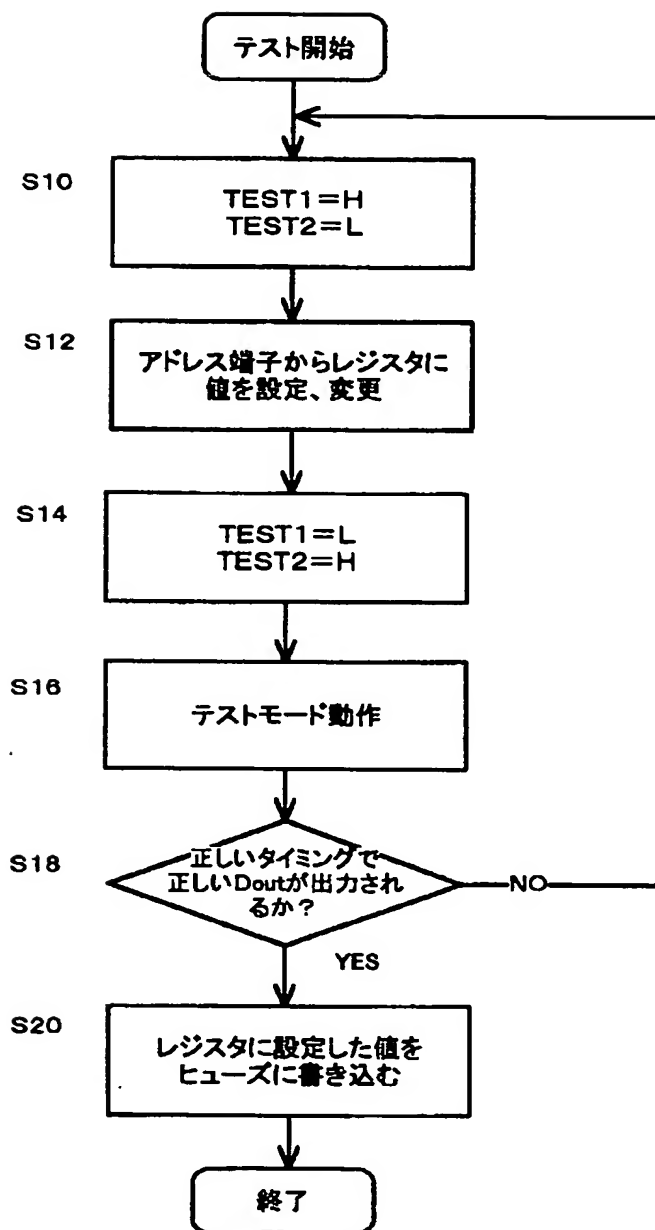 テスト開始
S10
TEST1=H
TEST2=L
S12
アドレス端子からレジスタに
値を設定、変更
S14
TEST1=L
TEST2=H
S16
テストモード動作
S18
正しいタイミングで
正しいDoutが出力され
るか?
NO
YES
S20
レジスタに設定した値を
ヒューズに書き込む
終了